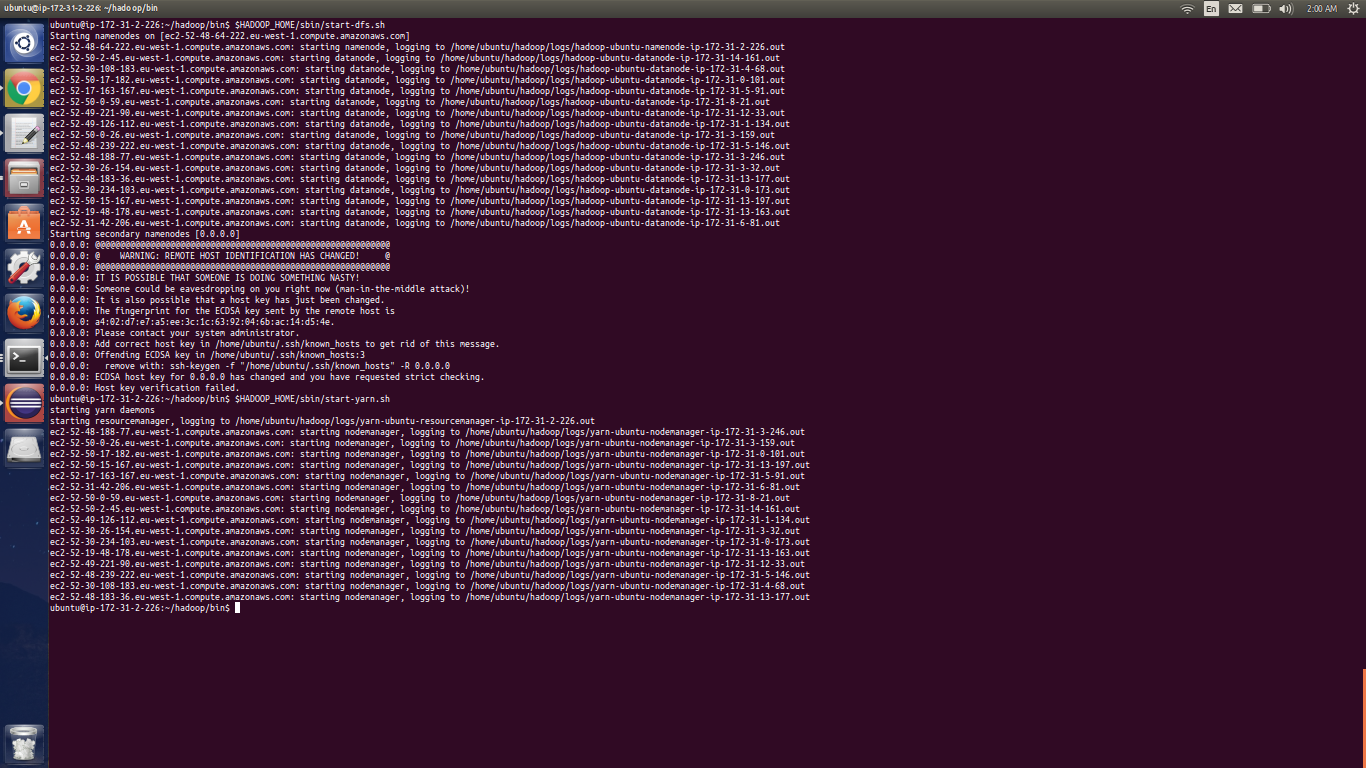 ubuntu@ip-172-31-2-226: ~/hadoop/bin
En
2:00 AM
ubuntu@ip-172-31-2-226:~/hadoop/bin$ $HADOOP_HOME/sbin/start-dfs.sh
Starting namenodes on [ec2-52-48-64-222.eu-west-1.compute.amazonaws.com]
ec2-52-48-64-222.eu-west-1.compute.amazonaws.com: starting namenode, logging to /home/ubuntu/hadoop/logs/hadoop-ubuntu-namenode-ip-172-31-2-226.out
ec2-52-50-2-45.eu-west-1.compute.amazonaws.com: starting datanode, logging to /home/ubuntu/hadoop/logs/hadoop-ubuntu-datanode-ip-172-31-14-161.out
ec2-52-30-108-183.eu-west-1.compute.amazonaws.com: starting datanode, logging to /home/ubuntu/hadoop/logs/hadoop-ubuntu-datanode-ip-172-31-4-68.out
ec2-52-50-17-182.eu-west-1.compute.amazonaws.com: starting datanode, logging to /home/ubuntu/hadoop/logs/hadoop-ubuntu-datanode-ip-172-31-0-101.out
ec2-52-17-163-167.eu-west-1.compute.amazonaws.com: starting datanode, logging to /home/ubuntu/hadoop/logs/hadoop-ubuntu-datanode-ip-172-31-5-91.out
ec2-52-50-0-59.eu-west-1.compute.amazonaws.com: starting datanode, logging to /home/ubuntu/hadoop/logs/hadoop-ubuntu-datanode-ip-172-31-8-21.out
ec2-52-49-221-90.eu-west-1.compute.amazonaws.com: starting datanode, logging to /home/ubuntu/hadoop/logs/hadoop-ubuntu-datanode-ip-172-31-12-33.out
ec2-52-49-126-112.eu-west-1.compute.amazonaws.com: starting datanode, logging to /home/ubuntu/hadoop/logs/hadoop-ubuntu-datanode-ip-172-31-1-134.out
ec2-52-50-0-26.eu-west-1.compute.amazonaws.com: starting datanode, logging to /home/ubuntu/hadoop/logs/hadoop-ubuntu-datanode-ip-172-31-3-159.out
ec2-52-48-239-222.eu-west-1.compute.amazonaws.com: starting datanode, logging to /home/ubuntu/hadoop/logs/hadoop-ubuntu-datanode-ip-172-31-5-146.out
ec2-52-48-188-77.eu-west-1.compute.amazonaws.com: starting datanode, logging to /home/ubuntu/hadoop/logs/hadoop-ubuntu-datanode-ip-172-31-3-246.out
ec2-52-30-26-154.eu-west-1.compute.amazonaws.com: starting datanode, logging to /home/ubuntu/hadoop/logs/hadoop-ubuntu-datanode-ip-172-31-3-32.out
ec2-52-48-183-36.eu-west-1.compute.amazonaws.com: starting datanode, logging to /home/ubuntu/hadoop/logs/hadoop-ubuntu-datanode-ip-172-31-13-177.out
ec2-52-30-234-103.eu-west-1.compute.amazonaws.com: starting datanode, logging to /home/ubuntu/hadoop/logs/hadoop-ubuntu-datanode-ip-172-31-0-173.out
ec2-52-50-15-167.eu-west-1.compute.amazonaws.com: starting datanode, logging to /home/ubuntu/hadoop/logs/hadoop-ubuntu-datanode-ip-172-31-13-197.out
ec2-52-19-48-178.eu-west-1.compute.amazonaws.com: starting datanode, logging to /home/ubuntu/hadoop/logs/hadoop-ubuntu-datanode-ip-172-31-13-163.out
ec2-52-31-42-206.eu-west-1.compute.amazonaws.com: starting datanode, logging to /home/ubuntu/hadoop/logs/hadoop-ubuntu-datanode-ip-172-31-6-81.out
Starting secondary namenodes [0.0.0.0]
0.0.0.0: @@@@@@@@@@@@@@@@@@@@@@@@@@@@@@@@@@@@@@@@@@@@@@@@@@@@@@@@@@@
0.0.0.0: @    WARNING: REMOTE HOST IDENTIFICATION HAS CHANGED!     @
0.0.0.0: @@@@@@@@@@@@@@@@@@@@@@@@@@@@@@@@@@@@@@@@@@@@@@@@@@@@@@@@@@@
0.0.0.0: IT IS POSSIBLE THAT SOMEONE IS DOING SOMETHING NASTY!
0.0.0.0: Someone could be eavesdropping on you right now (man-in-the-middle attack)!
0.0.0.0: It is also possible that a host key has just been changed.
0.0.0.0: The fingerprint for the ECDSA key sent by the remote host is
0.0.0.0: a4:02:d7:e7:a5:ee:3c:1c:63:92:04:6b:ac:14:d5:4e.
0.0.0.0: Please contact your system administrator.
0.0.0.0: Add correct host key in /home/ubuntu/.ssh/known_hosts to get rid of this message.
0.0.0.0: Offending ECDSA key in /home/ubuntu/.ssh/known_hosts:3
0.0.0.0:   remove with: ssh-keygen -f "/home/ubuntu/.ssh/known_hosts" -R 0.0.0.0
0.0.0.0: ECDSA host key for 0.0.0.0 has changed and you have requested strict checking.
0.0.0.0: Host key verification failed.
ubuntu@ip-172-31-2-226:~/hadoop/bin$ $HADOOP_HOME/sbin/start-yarn.sh
starting yarn daemons
starting resourcemanager, logging to /home/ubuntu/hadoop/logs/yarn-ubuntu-resourcemanager-ip-172-31-2-226.out
ec2-52-48-188-77.eu-west-1.compute.amazonaws.com: starting nodemanager, logging to /home/ubuntu/hadoop/logs/yarn-ubuntu-nodemanager-ip-172-31-3-246.out
ec2-52-50-0-26.eu-west-1.compute.amazonaws.com: starting nodemanager, logging to /home/ubuntu/hadoop/logs/yarn-ubuntu-nodemanager-ip-172-31-3-159.out
ec2-52-50-17-182.eu-west-1.compute.amazonaws.com: starting nodemanager, logging to /home/ubuntu/hadoop/logs/yarn-ubuntu-nodemanager-ip-172-31-0-101.out
ec2-52-50-15-167.eu-west-1.compute.amazonaws.com: starting nodemanager, logging to /home/ubuntu/hadoop/logs/yarn-ubuntu-nodemanager-ip-172-31-13-197.out
ec2-52-17-163-167.eu-west-1.compute.amazonaws.com: starting nodemanager, logging to /home/ubuntu/hadoop/logs/yarn-ubuntu-nodemanager-ip-172-31-5-91.out
ec2-52-31-42-206.eu-west-1.compute.amazonaws.com: starting nodemanager, logging to /home/ubuntu/hadoop/logs/yarn-ubuntu-nodemanager-ip-172-31-6-81.out
ec2-52-50-0-59.eu-west-1.compute.amazonaws.com: starting nodemanager, logging to /home/ubuntu/hadoop/logs/yarn-ubuntu-nodemanager-ip-172-31-8-21.out
ec2-52-50-2-45.eu-west-1.compute.amazonaws.com: starting nodemanager, logging to /home/ubuntu/hadoop/logs/yarn-ubuntu-nodemanager-ip-172-31-14-161.out
ec2-52-49-126-112.eu-west-1.compute.amazonaws.com: starting nodemanager, logging to /home/ubuntu/hadoop/logs/yarn-ubuntu-nodemanager-ip-172-31-1-134.out
ec2-52-30-26-154.eu-west-1.compute.amazonaws.com: starting nodemanager, logging to /home/ubuntu/hadoop/logs/yarn-ubuntu-nodemanager-ip-172-31-3-32.out
ec2-52-30-234-103.eu-west-1.compute.amazonaws.com: starting nodemanager, logging to /home/ubuntu/hadoop/logs/yarn-ubuntu-nodemanager-ip-172-31-0-173.out
ec2-52-19-48-178.eu-west-1.compute.amazonaws.com: starting nodemanager, logging to /home/ubuntu/hadoop/logs/yarn-ubuntu-nodemanager-ip-172-31-13-163.out
ec2-52-49-221-90.eu-west-1.compute.amazonaws.com: starting nodemanager, logging to /home/ubuntu/hadoop/logs/yarn-ubuntu-nodemanager-ip-172-31-12-33.out
ec2-52-48-239-222.eu-west-1.compute.amazonaws.com: starting nodemanager, logging to /home/ubuntu/hadoop/logs/yarn-ubuntu-nodemanager-ip-172-31-5-146.out
ec2-52-30-108-183.eu-west-1.compute.amazonaws.com: starting nodemanager, logging to /home/ubuntu/hadoop/logs/yarn-ubuntu-nodemanager-ip-172-31-4-68.out
ec2-52-48-183-36.eu-west-1.compute.amazonaws.com: starting nodemanager, logging to /home/ubuntu/hadoop/logs/yarn-ubuntu-nodemanager-ip-172-31-13-177.out
ubuntu@ip-172-31-2-226:~/hadoop/bin$